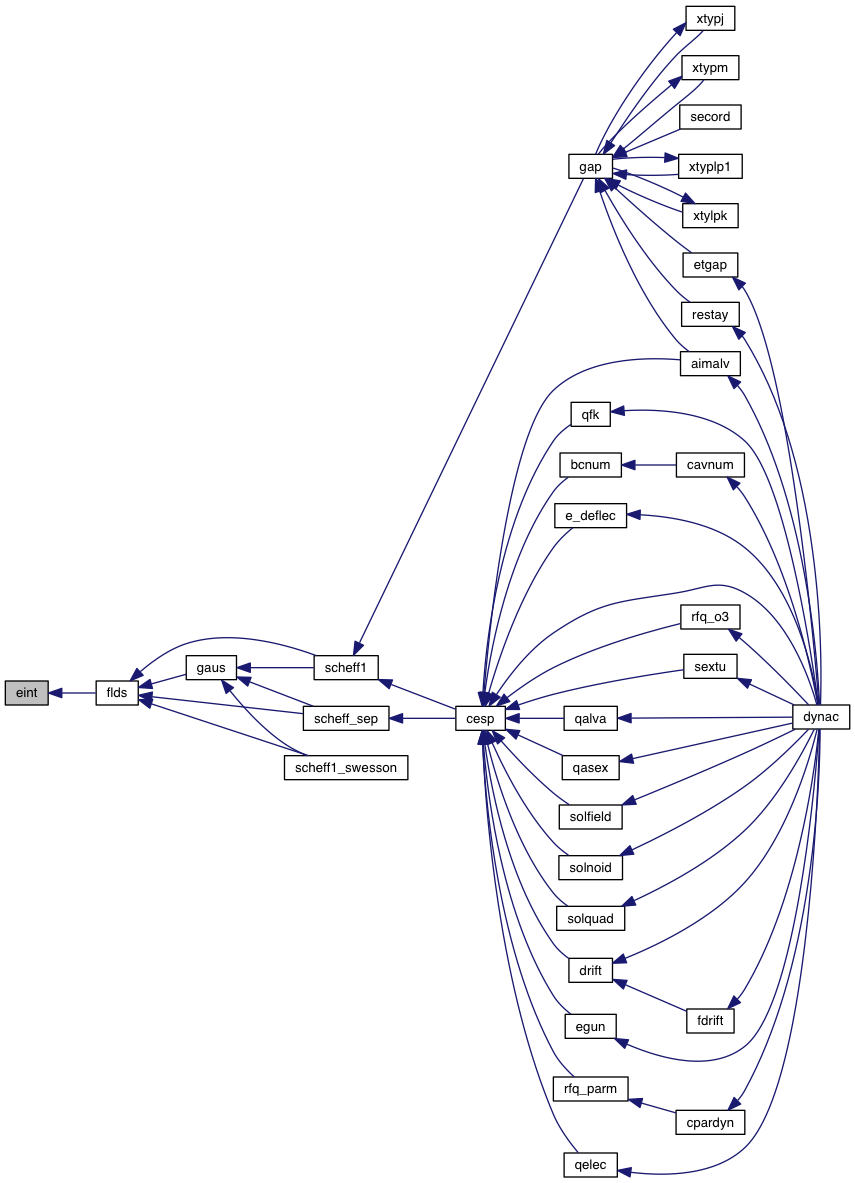 xtypj
xtypm
secord
gap
xtyplp1
xtylpk
etgap
restay
aimalv
qfk
bcnum
cavnum
e_deflec
rfq_o3
gaus
scheff1
sextu
eint
flds
scheff_sep
cesp
qalva
dynac
scheff1_swesson
qasex
solfield
solnoid
solquad
drift
fdrift
egun
rfq_parm
cpardyn
qelec